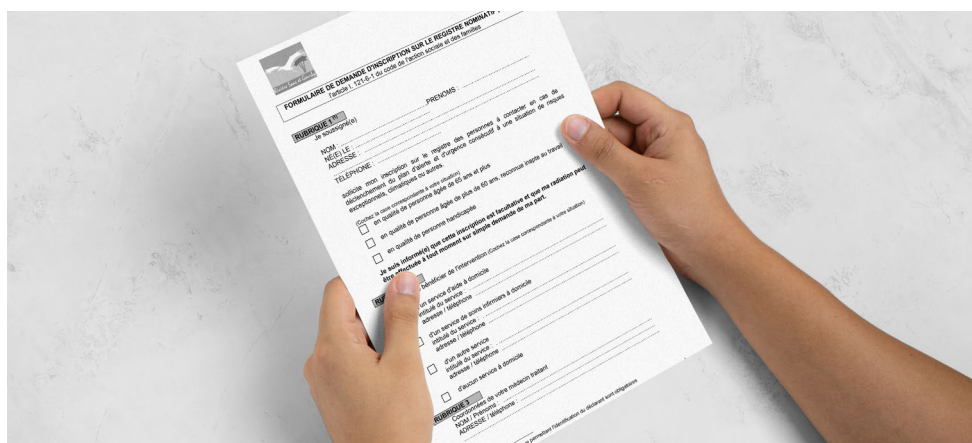 FORMULAIRE DE DEMANDE D'INSCRIPTION SUR LE REGISTRE NOMINATIF
l'article L 121-6-1 du code de l'action sociale et des familles
RUBRIQUE 1
Je soussigné(e)
NOM : PRENOMS :
NÉ(E) LE :
ADRESSE :
TÉLÉPHONE:
sollicite mon inscription sur le registre des personnes à contacter en cas de
déclenchement du plan d'alerte et d'urgence consécutif à une situation de risques
exceptionnels, climatiques ou autres.
(Cochez la case correspondante à votre situation)
en qualité de personne âgée de 65 ans et plus
en qualité de personne âgée de plus de 60 ans, reconnue inapte au travail
en qualité de personne handicapée
Je suis informé(e) que cette inscription est facultative et que ma radiation peut
être effectuée à tout moment sur simple demande de ma part.
bénéficier de l'intervention (Cochez la case correspondante à votre situation)
d'un service d'aide à domicile
intitulé du service :
adresse / téléphone
d'un service de soins infirmiers à domicile
intitulé du service :
adresse / téléphone
d'un autre service
intitulé du service :
adresse / téléphone
d'aucun service à domicile
RUBRIQUE 3
Coordonnées de votre médecin traitant
NOM / Prénoms :
ADRESSE / téléphone :
permettant l'identification du déclarant sont obligatoires